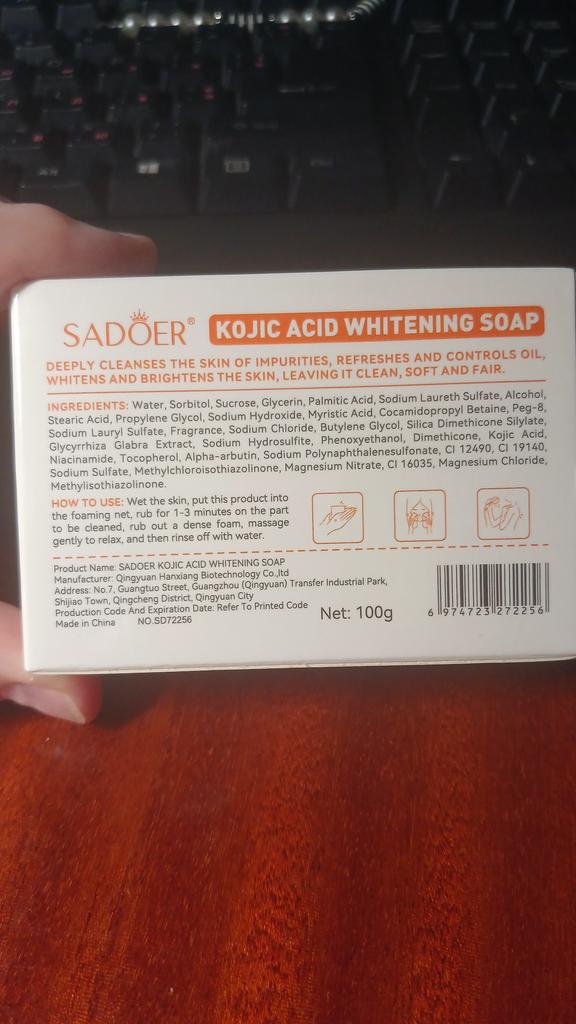 SADOER® KOJIC ACID WHITENING SOAP
DEEPLY CLEANSES THE SKIN OF IMPURITIES, REFRESHES AND CONTROLS OIL,
WHITENS AND BRIGHTENS THE SKIN, LEAVING IT CLEAN, SOFT AND FAIR.
INGREDIENTS: Water, Sorbitol, Sucrose, Glycerin, Palmitic Acid, Sodium Laureth Sulfate, Alcohol,
Stearic Acid, Propylene Glycol, Sodium Hydroxide, Myristic Acid, Cocamidopropyl Betaine, Peg-8,
Sodium Lauryl Sulfate, Fragrance, Sodium Chloride, Butylene Glycol, Silica Dimethicone Silylate,
Glycyrrhiza Glabra Extract, Sodium Hydrosulfite, Phenoxyethanol, Dimethicone, Kojic Acid,
Niacinamide, Tocopherol, Alpha-arbutin, Sodium Polynaphthalenesulfonate, CI 12490, CI 19140,
Sodium Sulfate, Methylchloroisothiazolinone, Magnesium Nitrate, CI 16035, Magnesium Chloride,
Methylisothiazolinone.
HOW TO USE: Wet the skin, put this product into
the foaming net, rub for 1-3 minutes on the part
to be cleaned, rub out a dense foam, massage
gently to relax, and then rinse off with water.
Product Name: SADOER KOJIC ACID WHITENING SOAP
Manufacturer: Qingyuan Hanxiang Biotechnology Co.,ltd
Address: No.7, Guangtuo Street, Guangzhou (Qingyuan) Transfer Industrial Park,
Shijiao Town, Qingcheng District, Qingyuan City
Production Code And Expiration Date: Refer To Printed Code
Made in China NO.SD72256
Net: 100g
6 974723 272256